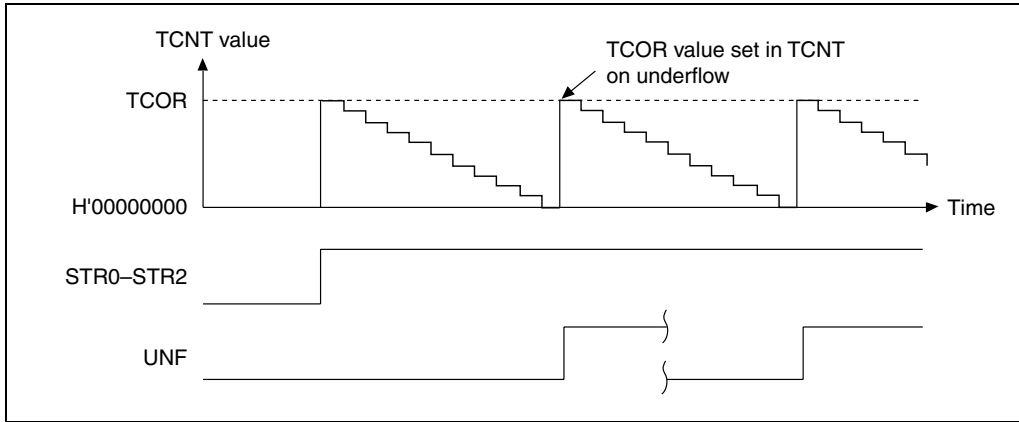 TCNT value
TCOR value set in TCNT
on underflow
TCOR
H'00000000
Time
STR0–STR2
UNF